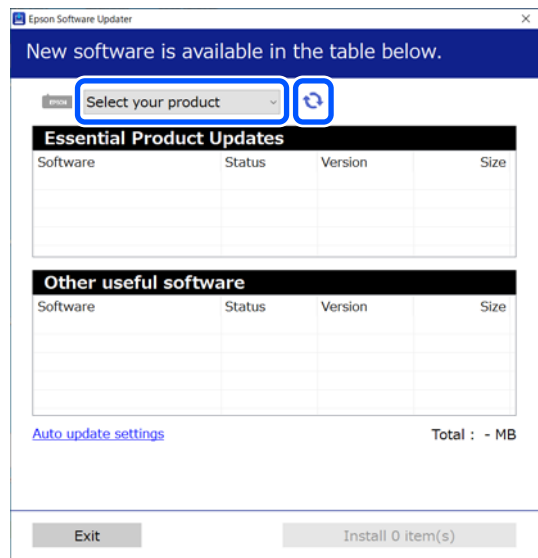 Epson Software Updater
New software is available in the table below.
EPSON Select your product
Essential Product Updates
Software Status Version Size
Other useful software
Software Status Version Size
Auto update settings Total : - MB
Exit Install 0 item(s)